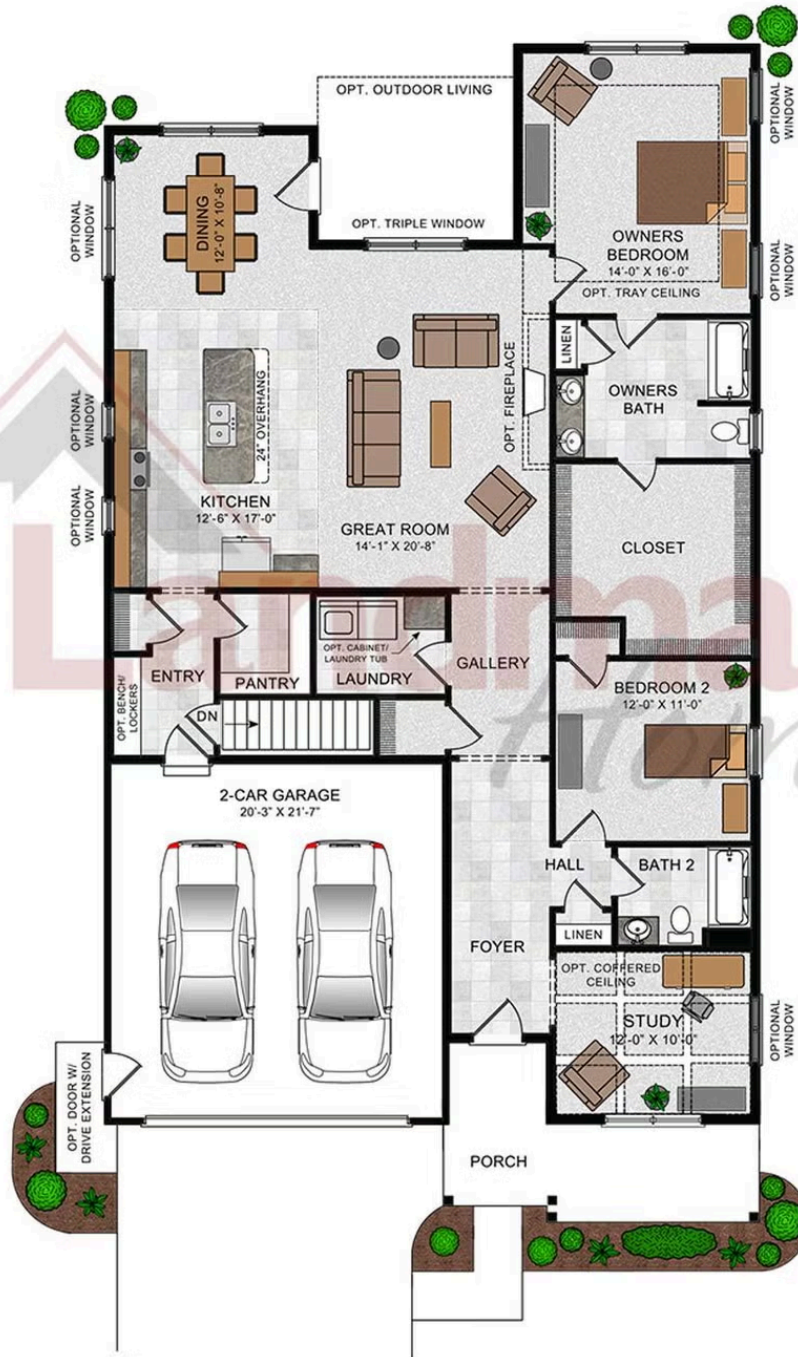 OPT. OUTDOOR LIVING
OPTIONAL
WINDOW
OPTIONAL
WINDOW
DINING
12'-0" X 10'-8"
OPT. TRIPLE WINDOW
OWNERS
BEDROOM
14'-0" X 16'-0"
OPT. TRAY CEILING
OPTIONAL
WINDOW
LINEN
OWNERS
BATH
OPT. FIREPLACE
24" OVERHANG
OPTIONAL
WINDOW
OPTIONAL
WINDOW
KITCHEN
12'-6" X 17'-0"
GREAT ROOM
14'-1" X 20'-8"
CLOSET
Landma
Hom
ENTRY
PANTRY
OPT. CABINET/
LAUNDRY TUB
LAUNDRY
GALLERY
OPT. BENCH/
LOCKERS
DN
BEDROOM 2
12'-0" X 11'-0"
2-CAR GARAGE
20'-3" X 21'-7"
HALL
BATH 2
LINEN
FOYER
OPT. COFFERED
CEILING
STUDY
12'-0" X 10'-0"
OPTIONAL
WINDOW
OPT. DOOR W/
DRIVE EXTENSION
PORCH